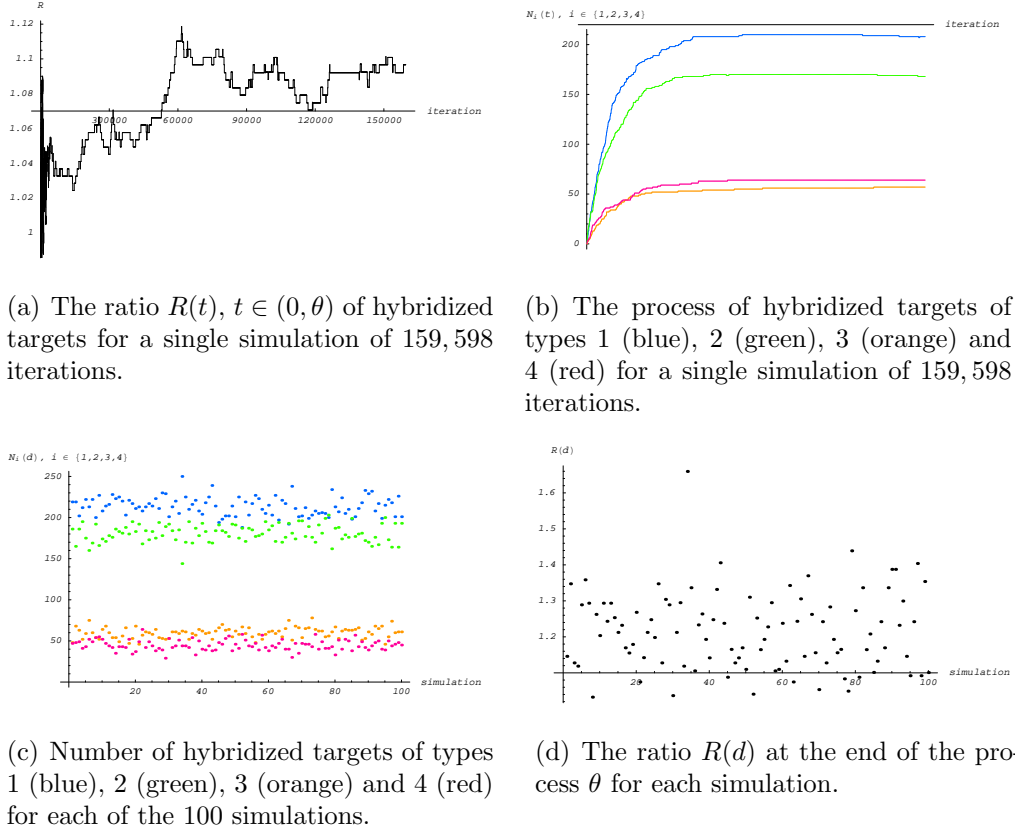 R
1.12
1.1
1.08
1.06
1.04
1.02
1
30000
60000
90000
120000
150000
iteration
N_i(t), i ∈ {1,2,3,4}
iteration
200
150
100
50
0
(a) The ratio R(t), t ∈ (0, θ) of hybridized
targets for a single simulation of 159, 598
iterations.
(b) The process of hybridized targets of
types 1 (blue), 2 (green), 3 (orange) and
4 (red) for a single simulation of 159, 598
iterations.
N_i(d), i ∈ {1,2,3,4}
250
200
150
100
50
20
40
60
80
100
simulation
R(d)
1.6
1.5
1.4
1.3
1.2
20
40
60
80
100
simulation
(c) Number of hybridized targets of types
1 (blue), 2 (green), 3 (orange) and 4 (red)
for each of the 100 simulations.
(d) The ratio R(d) at the end of the pro-
cess θ for each simulation.